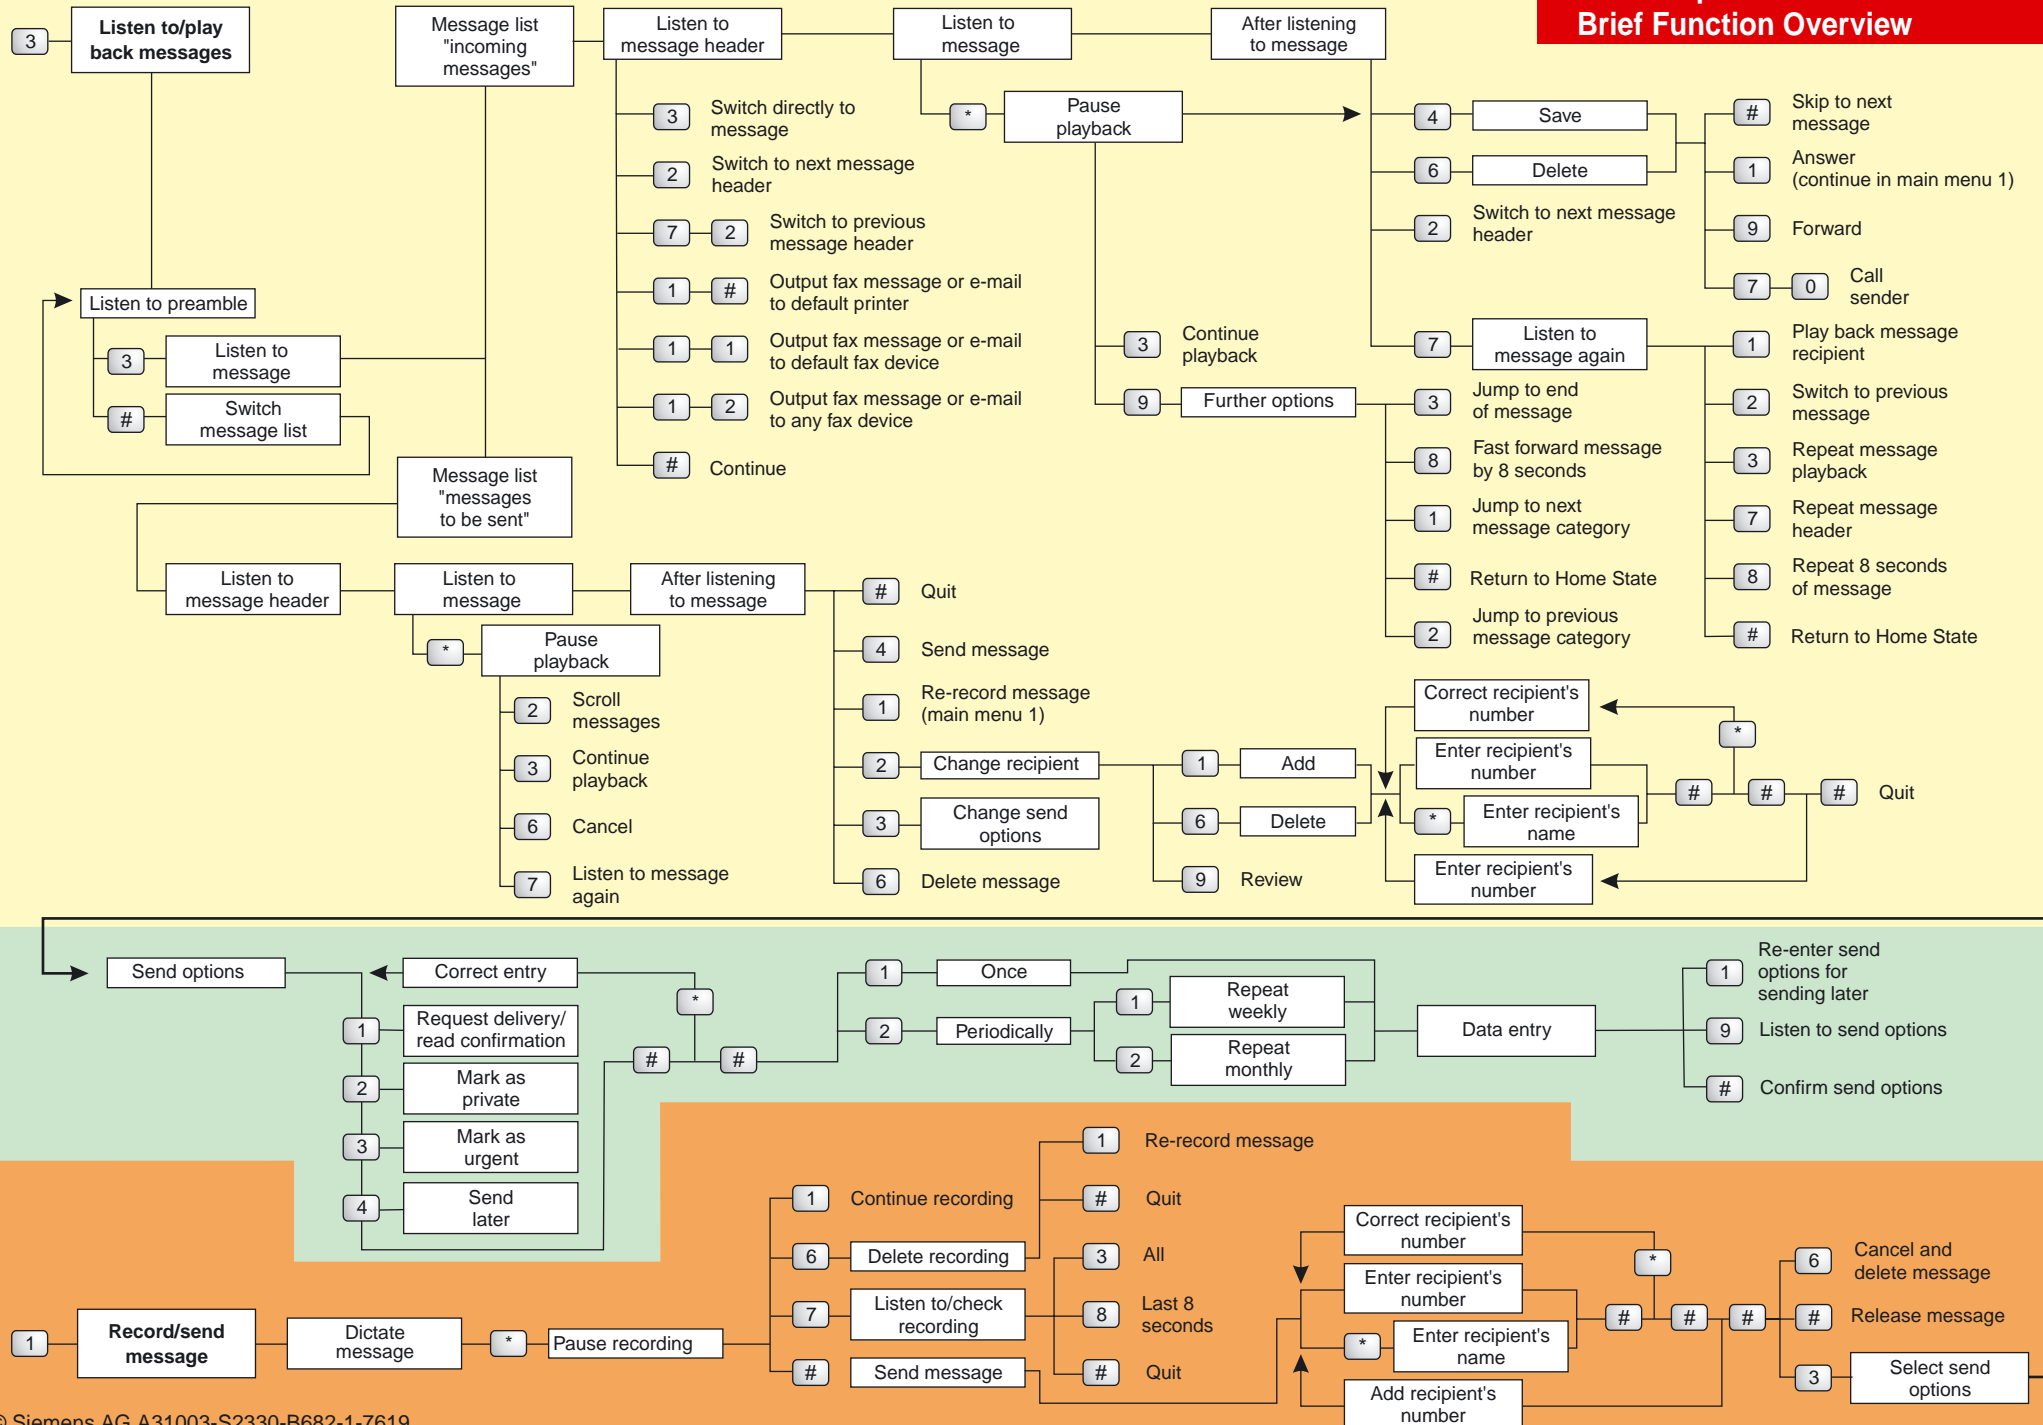 Brief Function Overview
3
Listen to/play
back messages
Message list
"incoming
messages"
Listen to
message header
Listen to
message
After listening
to message
3
Switch directly to
message
2
Switch to next message
header
7
2
Switch to previous
message header
1
#
Output fax message or e-mail
to default printer
1
1
Output fax message or e-mail
to default fax device
1
2
Output fax message or e-mail
to any fax device
#
Continue
*
Pause
playback
3
Continue
playback
9
Further options
4
Save
6
Delete
2
Switch to next message
header
7
Listen to
message again
#
Skip to next
message
1
Answer
(continue in main menu 1)
9
Forward
7
0
Call
sender
1
Play back message
recipient
2
Switch to previous
message
3
Repeat message
playback
7
Repeat message
header
8
Repeat 8 seconds
of message
#
Return to Home State
3
Jump to end
of message
8
Fast forward message
by 8 seconds
1
Jump to next
message category
#
Return to Home State
2
Jump to previous
message category
Listen to preamble
3
Listen to
message
#
Switch
message list
Message list
"messages
to be sent"
Listen to
message header
Listen to
message
After listening
to message
*
Pause
playback
2
Scroll
messages
3
Continue
playback
6
Cancel
7
Listen to message
again
#
Quit
4
Send message
1
Re-record message
(main menu 1)
2
Change recipient
3
Change send
options
6
Delete message
1
Add
6
Delete
9
Review
Correct recipient's
number
Enter recipient's
number
*
Enter recipient's
name
Enter recipient's
number
*
#
#
#
Quit
Send options
Correct entry
1
Request delivery/
read confirmation
2
Mark as
private
3
Mark as
urgent
4
Send
later
*
#
#
1
Once
2
Periodically
1
Repeat
weekly
2
Repeat
monthly
Data entry
1
Re-enter send
options for
sending later
9
Listen to send options
#
Confirm send options
1
Record/send
message
Dictate
message
*
Pause recording
1
Continue recording
6
Delete recording
7
Listen to/check
recording
#
Send message
1
Re-record message
#
Quit
3
All
8
Last 8
seconds
#
Quit
Correct recipient's
number
Enter recipient's
number
*
Enter recipient's
name
Add recipient's
number
*
#
#
#
6
Cancel and
delete message
#
Release message
3
Select send
options
© Siemens AG A31003-S2330-B682-1-7619